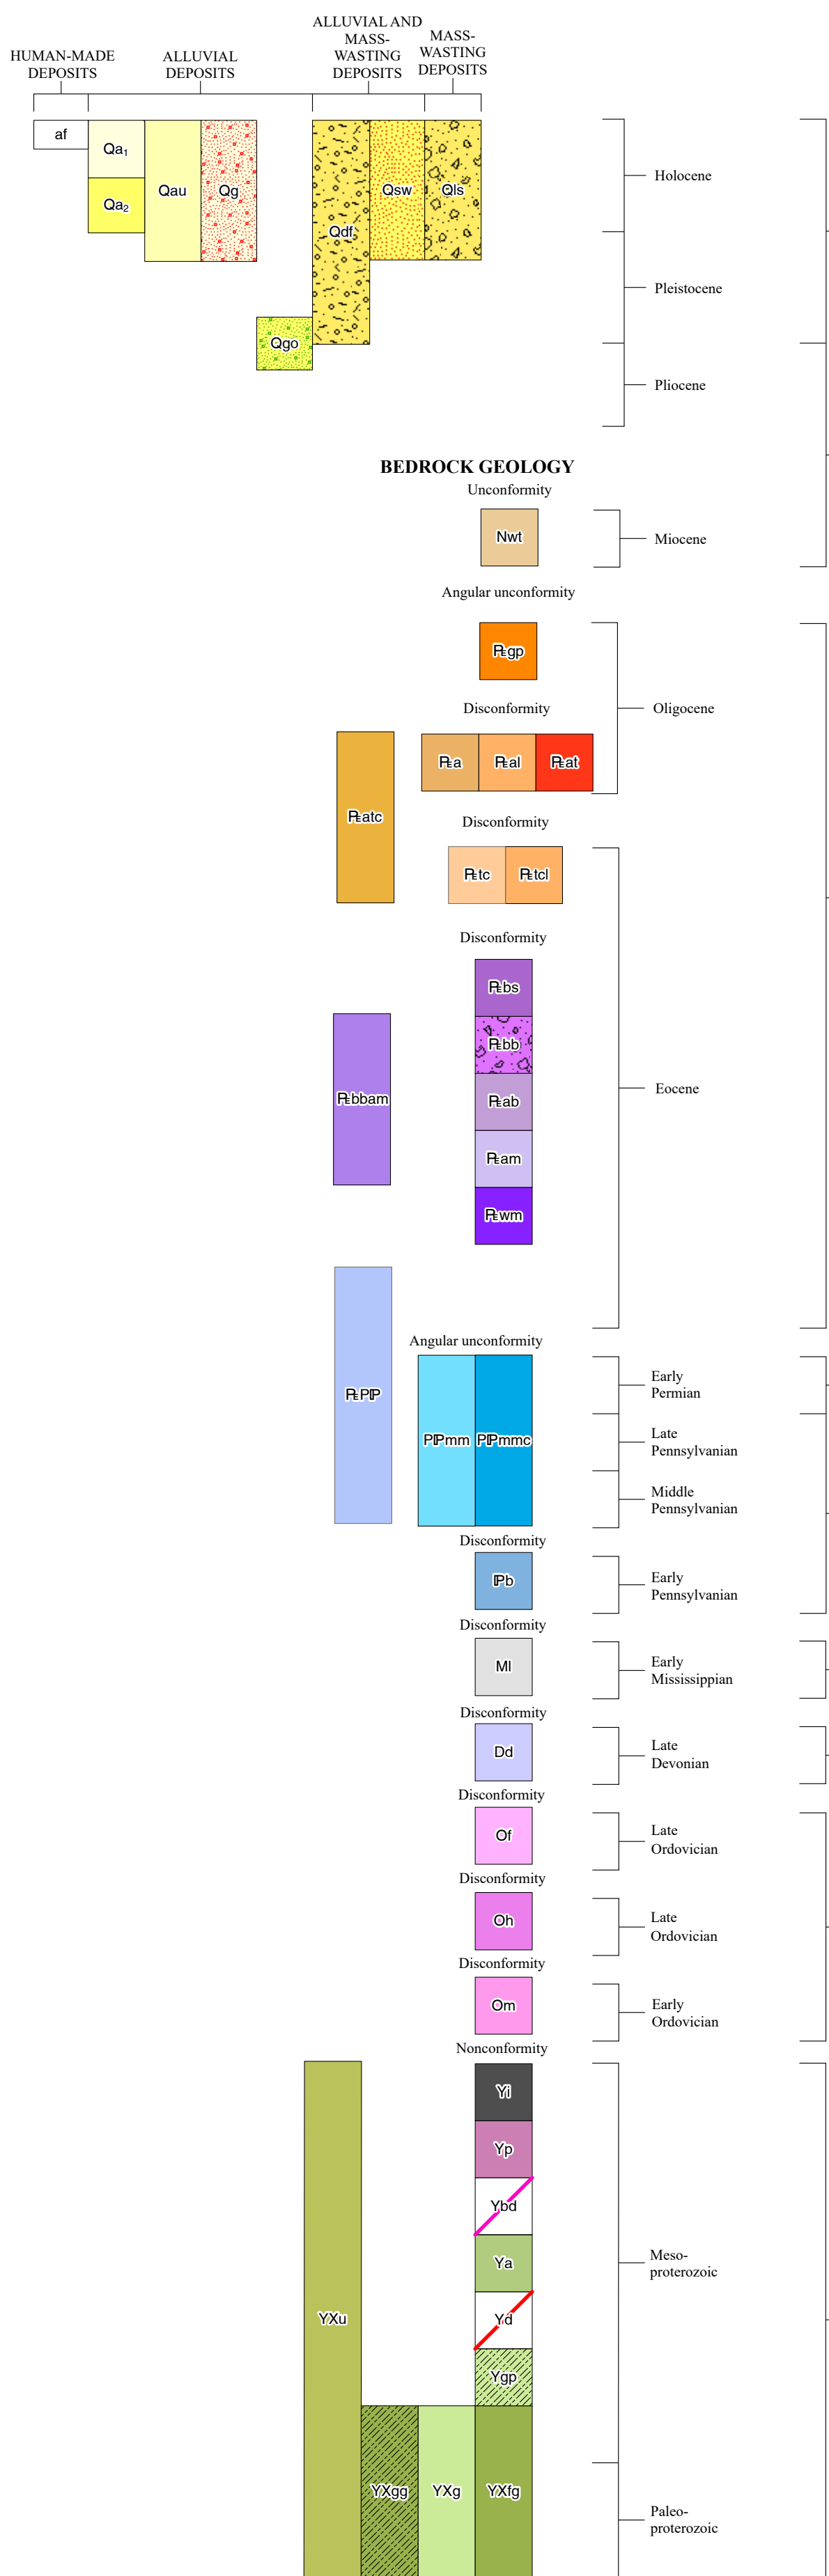 HUMAN-MADE
DEPOSITS
ALLUVIAL
DEPOSITS
ALLUVIAL AND
MASS-
WASTING
DEPOSITS
MASS-
WASTING
DEPOSITS
af
Qa₁
Qa₂
Qau
Qg
Qdf
Qsw
Qls
Qgo
Holocene
Pleistocene
Pliocene
BEDROCK GEOLOGY
Unconformity
Nwt
Miocene
Angular unconformity
₧gp
Disconformity
Oligocene
₧a
₧al
₧at
₧atc
Disconformity
₧tc
₧tcl
Disconformity
₧bs
₧bb
₧bbam
₧ab
Eocene
₧am
₧wm
Angular unconformity
₧PℙP
PℙPmm
PℙPmmc
Early
Permian
Late
Pennsylvanian
Middle
Pennsylvanian
Disconformity
ℙPb
Early
Pennsylvanian
Disconformity
Ml
Early
Mississippian
Disconformity
Dd
Late
Devonian
Disconformity
Of
Late
Ordovician
Disconformity
Oh
Late
Ordovician
Disconformity
Om
Early
Ordovician
Nonconformity
Yi
Yp
Ybd
Ya
Meso-
proterozoic
YXu
Yd
Ygp
YXgg
YXg
YXfg
Paleo-
proterozoic